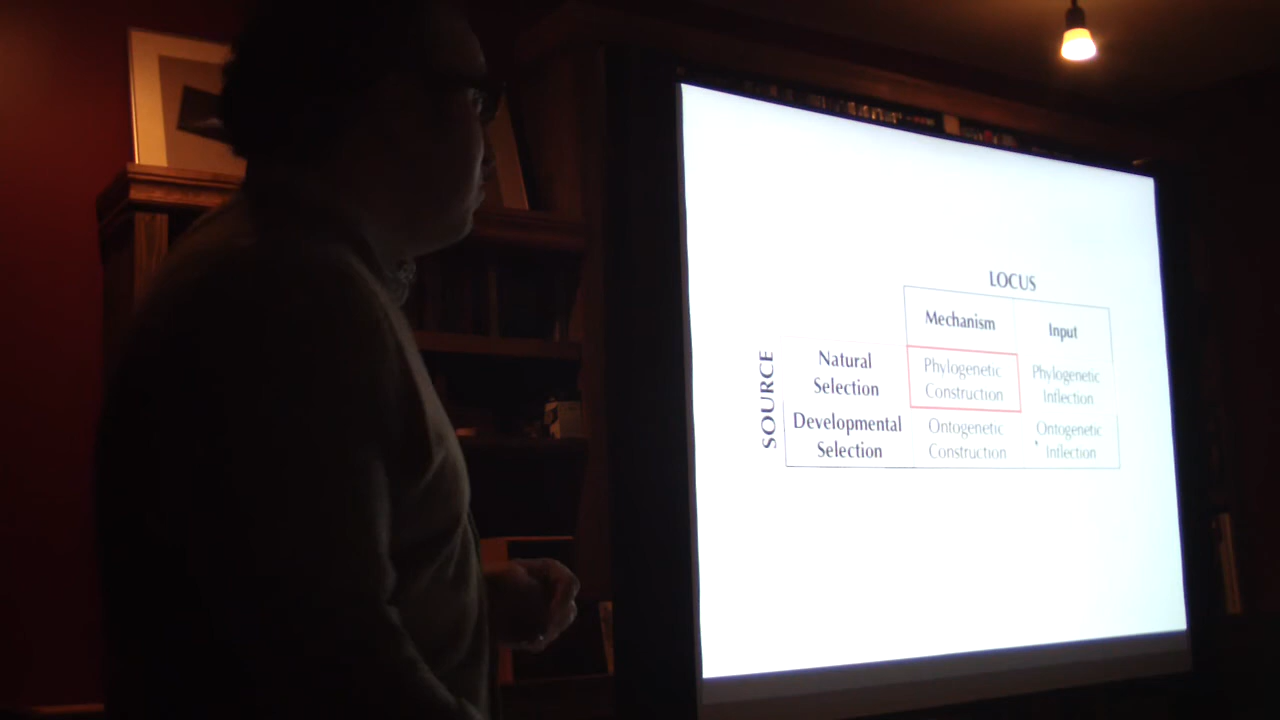 LOCUS
Mechanism Input
SOURCE
Natural Selection Phylogenetic Construction Phylogenetic Inflection
Developmental Selection Ontogenetic Construction Ontogenetic Inflection